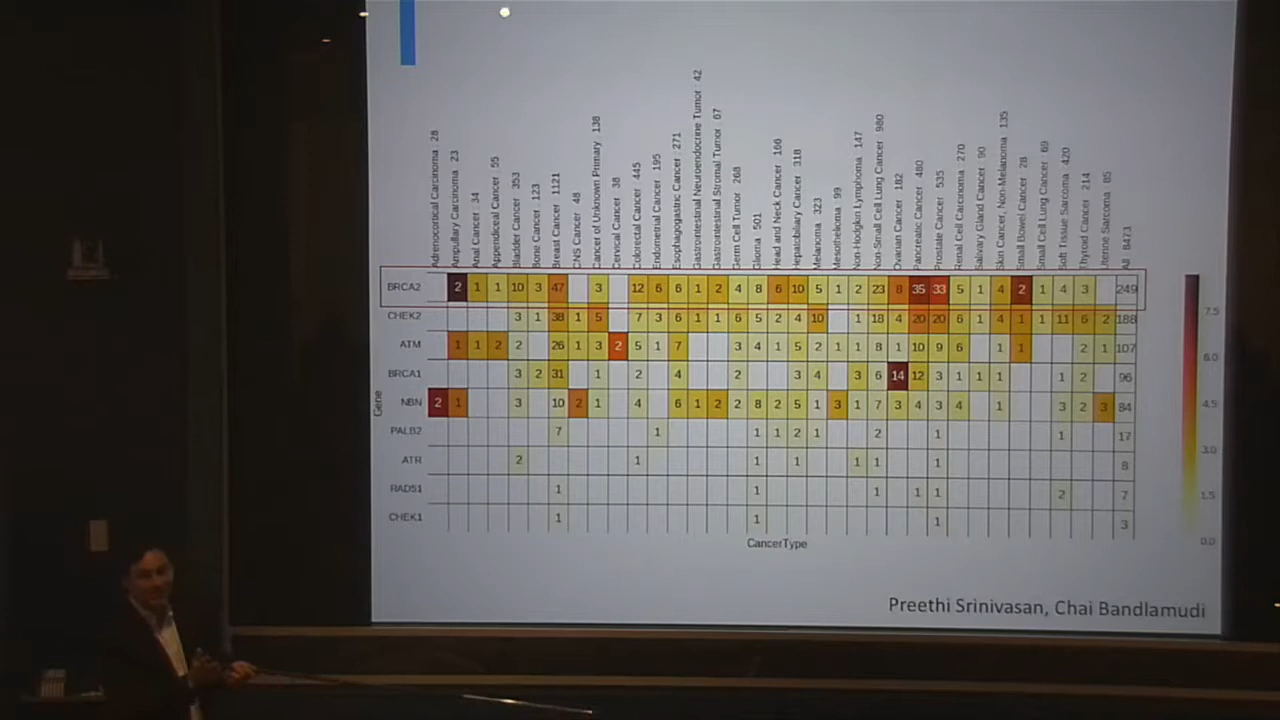 Adrenocortical Carcinoma : 28
Ampullary Carcinoma : 23
Anal Cancer : 34
Appendiceal Cancer : 55
Bladder Cancer : 353
Bone Cancer : 123
Breast Cancer : 1121
CNS Cancer : 48
Cancer of Unknown Primary : 138
Cervical Cancer : 38
Colorectal Cancer : 445
Endometrial Cancer : 195
Esophagogastric Cancer : 271
Gastrointestinal Neuroendocrine Tumor : 42
Gastrointestinal Stromal Tumor : 67
Germ Cell Tumor : 268
Glioma : 501
Head and Neck Cancer : 166
Hepatobiliary Cancer : 318
Melanoma : 323
Mesothelioma : 99
Non-Hodgkin Lymphoma : 147
Non-Small Cell Lung Cancer : 980
Ovarian Cancer : 182
Pancreatic Cancer : 480
Prostate Cancer : 535
Renal Cell Carcinoma : 270
Salivary Gland Cancer : 90
Skin Cancer, Non-Melanoma : 135
Small Bowel Cancer : 28
Small Cell Lung Cancer : 69
Soft Tissue Sarcoma : 420
Thyroid Cancer : 214
Uterine Sarcoma : 85
All : 8473
BRCA2 2 1 1 10 3 47 3 12 6 6 1 2 4 8 6 10 5 1 2 23 8 35 33 5 1 4 2 1 4 3 249
CHEK2 3 1 38 1 5 7 3 6 1 1 6 5 2 4 10 1 18 4 20 20 6 1 4 1 1 11 6 2 188
ATM 1 1 2 2 26 1 3 2 5 1 7 3 4 1 5 2 1 1 8 1 10 9 6 1 1 2 1 107
BRCA1 3 2 31 1 2 4 2 3 4 3 6 14 12 3 1 1 1 1 2 96
NBN 2 1 3 10 2 1 4 6 1 2 2 8 2 5 1 3 1 7 3 4 3 4 1 3 2 3 84
PALB2 7 1 1 1 2 1 2 1 1 17
ATR 2 1 1 1 1 1 1 8
RAD51 1 1 1 1 1 2 7
CHEK1 1 1 1 3
Gene
CancerType
7.5
6.0
4.5
3.0
1.5
0.0
Preethi Srinivasan, Chai Bandlamudi